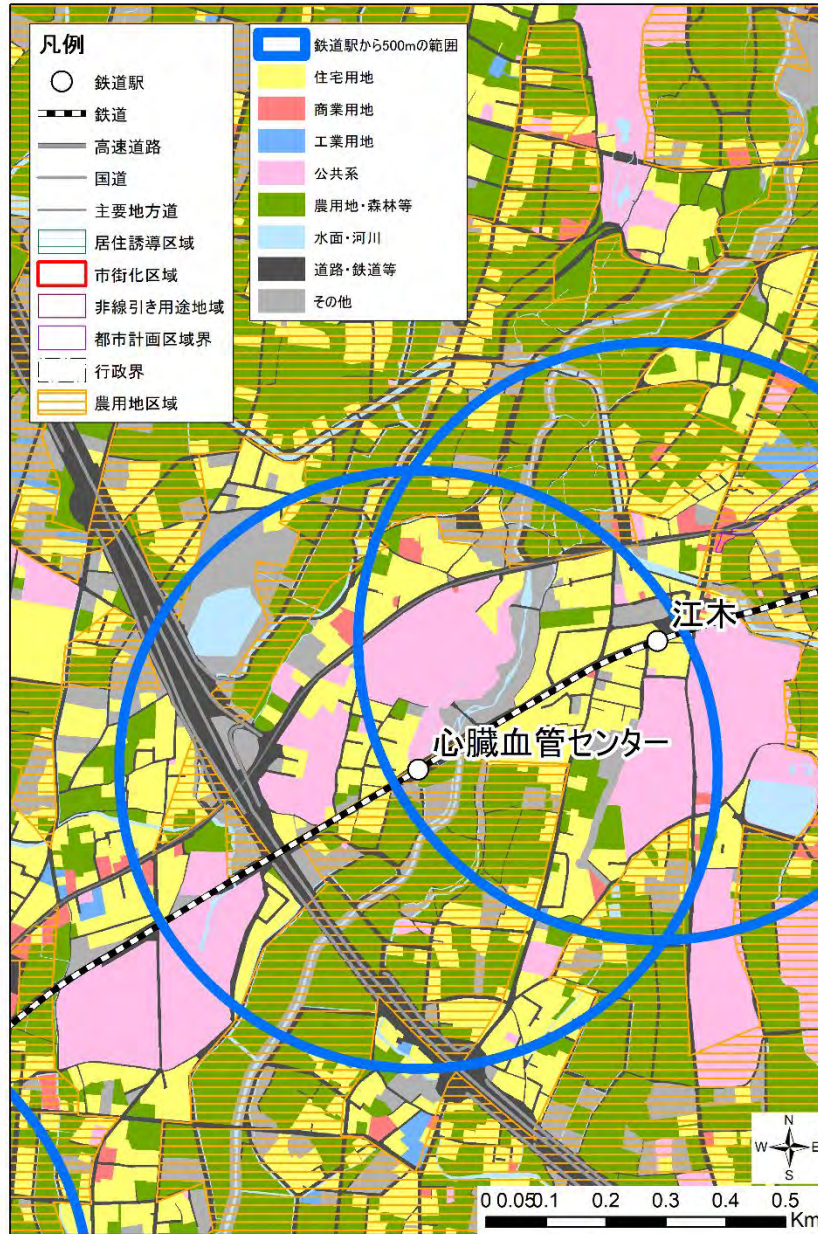 凡例
鉄道駅
鉄道
高速道路
国道
主要地方道
居住誘導区域
市街化区域
非線引き用途地域
都市計画区域界
行政界
農用地区域
鉄道駅から500mの範囲
住宅用地
商業用地
工業用地
公共系
農用地・森林等
水面・河川
道路・鉄道等
その他
江木
心臓血管センター
N
W E
S
0 0.050.1 0.2 0.3 0.4 0.5
Km